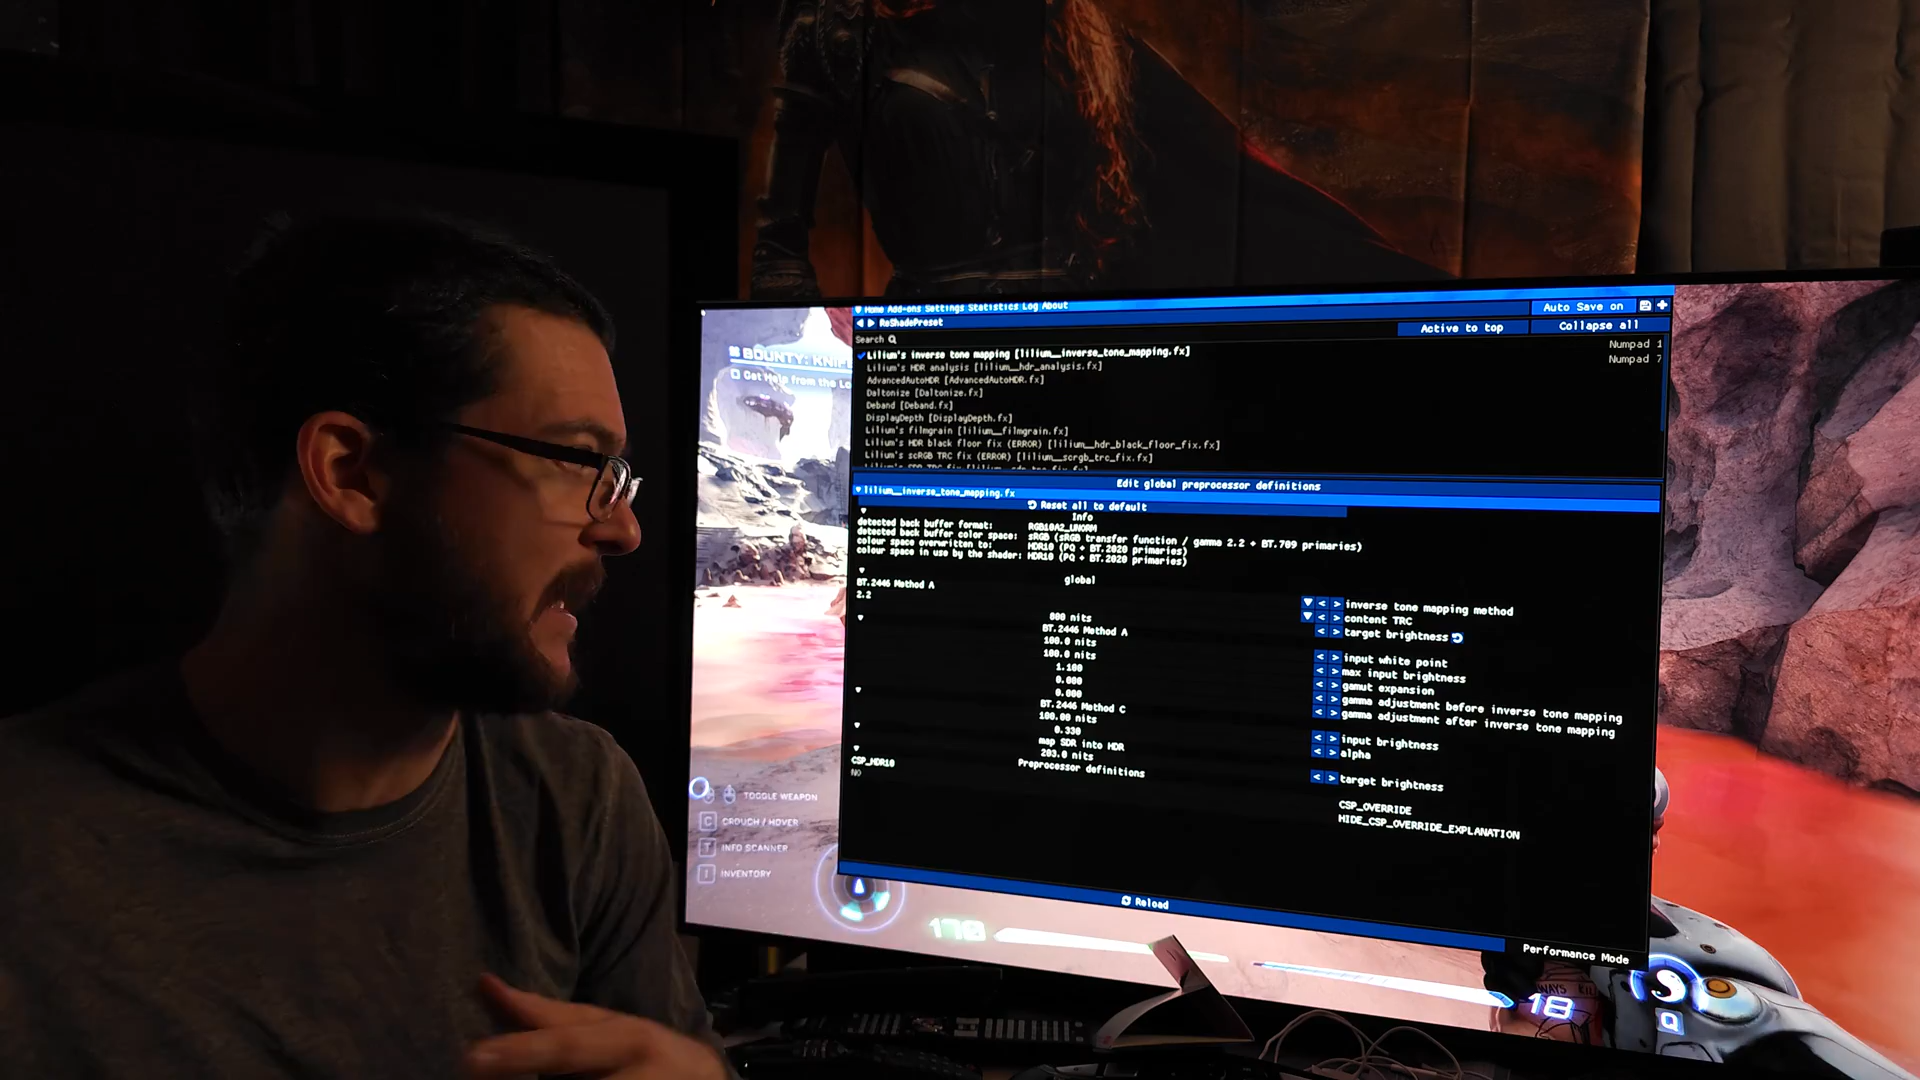 Home Add-ons Settings Statistics Log About
Auto Save on
ReShadePreset
Active to top
Collapse all
Search
Lilium's inverse tone mapping [lilium__inverse_tone_mapping.fx]
Numpad 1
Lilium's HDR analysis [lilium__hdr_analysis.fx]
Numpad 7
AdvancedAutoHDR [AdvancedAutoHDR.fx]
Daltonize [Daltonize.fx]
Deband [Deband.fx]
DisplayDepth [DisplayDepth.fx]
Lilium's filmgrain [lilium__filmgrain.fx]
Lilium's HDR black floor fix (ERROR) [lilium__hdr_black_floor_fix.fx]
Lilium's scRGB TRC fix (ERROR) [lilium__scrgb_trc_fix.fx]
Edit global preprocessor definitions
lilium__inverse_tone_mapping.fx
Reset all to default
Info
detected back buffer format: RGB10A2_UNORM
detected back buffer color space: sRGB (sRGB transfer function / gamma 2.2 + BT.709 primaries)
colour space overwritten to: HDR10 (PQ + BT.2020 primaries)
colour space in use by the shader: HDR10 (PQ + BT.2020 primaries)
global
BT.2446 Method A
inverse tone mapping method
2.2
content TRC
800 nits
target brightness
BT.2446 Method A
100.0 nits
input white point
100.0 nits
max input brightness
1.100
gamut expansion
0.000
gamma adjustment before inverse tone mapping
0.000
gamma adjustment after inverse tone mapping
BT.2446 Method C
100.00 nits
input brightness
0.330
alpha
map SDR into HDR
203.0 nits
target brightness
Preprocessor definitions
CSP_HDR10
CSP_OVERRIDE
NO
HIDE_CSP_OVERRIDE_EXPLANATION
Reload
Performance Mode
BOUNTY: KNIF
Get Help from the Lo
TOGGLE WEAPON
C CROUCH / HOVER
T INFO SCANNER
I INVENTORY
170
18
Q